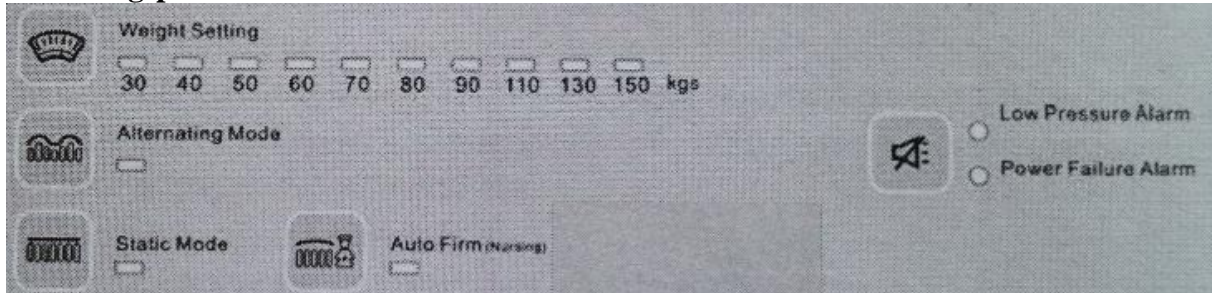 Weight Setting
30 40 50 60 70 80 90 110 130 150 kgs
Low Pressure Alarm
Alternating Mode
Power Failure Alarm
Static Mode
Auto Firm (Nursing)